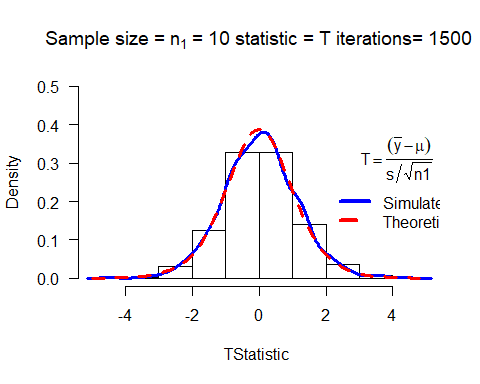 Sample size = n₁ = 10 statistic = T iterations= 1500
0.5
0.4
0.3
0.2
0.1
0.0
Density
T = (y̅ − μ) / s/√n1
Simulate
Theoreti
-4 -2 0 2 4
TStatistic